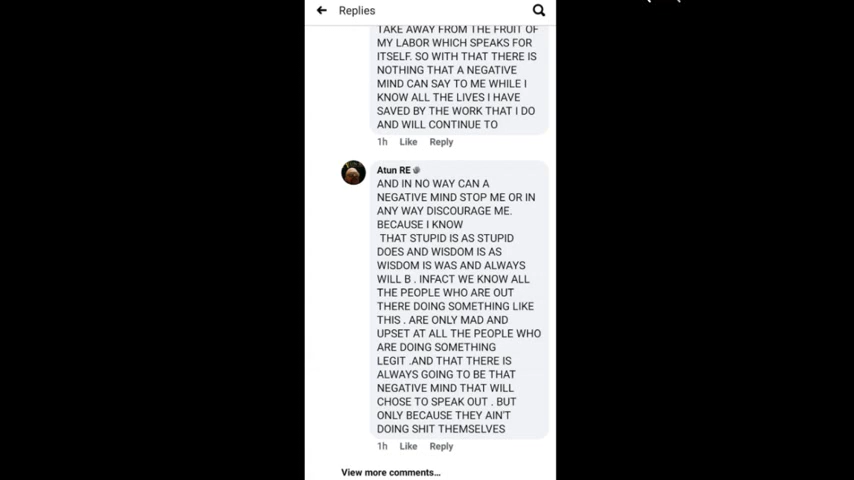 Replies
TAKE AWAY FROM THE FRUIT OF
MY LABOR WHICH SPEAKS FOR
ITSELF. SO WITH THAT THERE IS
NOTHING THAT A NEGATIVE
MIND CAN SAY TO ME WHILE I
KNOW ALL THE LIVES I HAVE
SAVED BY THE WORK THAT I DO
AND WILL CONTINUE TO
1h Like Reply
Atun RE
AND IN NO WAY CAN A
NEGATIVE MIND STOP ME OR IN
ANY WAY DISCOURAGE ME.
BECAUSE I KNOW
THAT STUPID IS AS STUPID
DOES AND WISDOM IS AS
WISDOM IS WAS AND ALWAYS
WILL B . INFACT WE KNOW ALL
THE PEOPLE WHO ARE OUT
THERE DOING SOMETHING LIKE
THIS . ARE ONLY MAD AND
UPSET AT ALL THE PEOPLE WHO
ARE DOING SOMETHING
LEGIT .AND THAT THERE IS
ALWAYS GOING TO BE THAT
NEGATIVE MIND THAT WILL
CHOSE TO SPEAK OUT . BUT
ONLY BECAUSE THEY AIN'T
DOING SHIT THEMSELVES
1h Like Reply
View more comments...